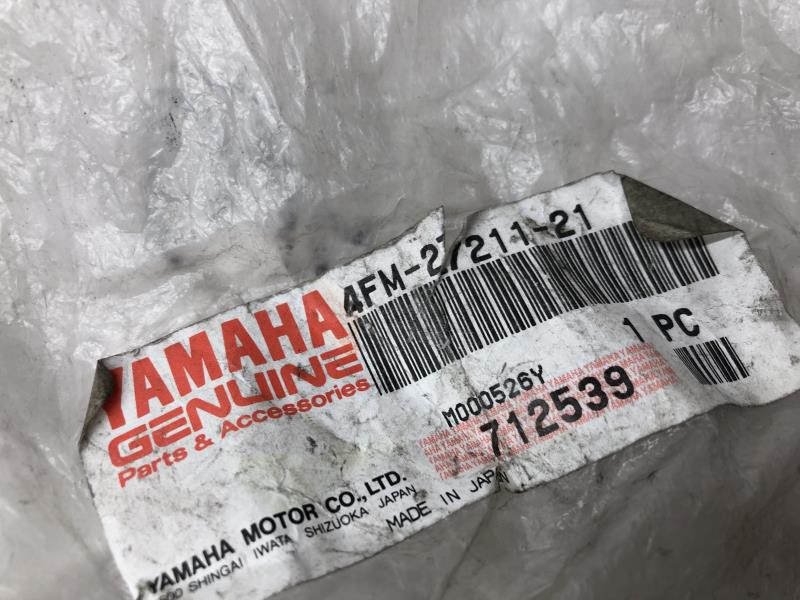 4FM-27211-21
YAMAHA
GENUINE
Parts & Accessories
1 PC
M000526Y
712539
YAMAHA MOTOR CO., LTD.
SHINGAI IWATA SHIZUOKA JAPAN
MADE IN JAPAN